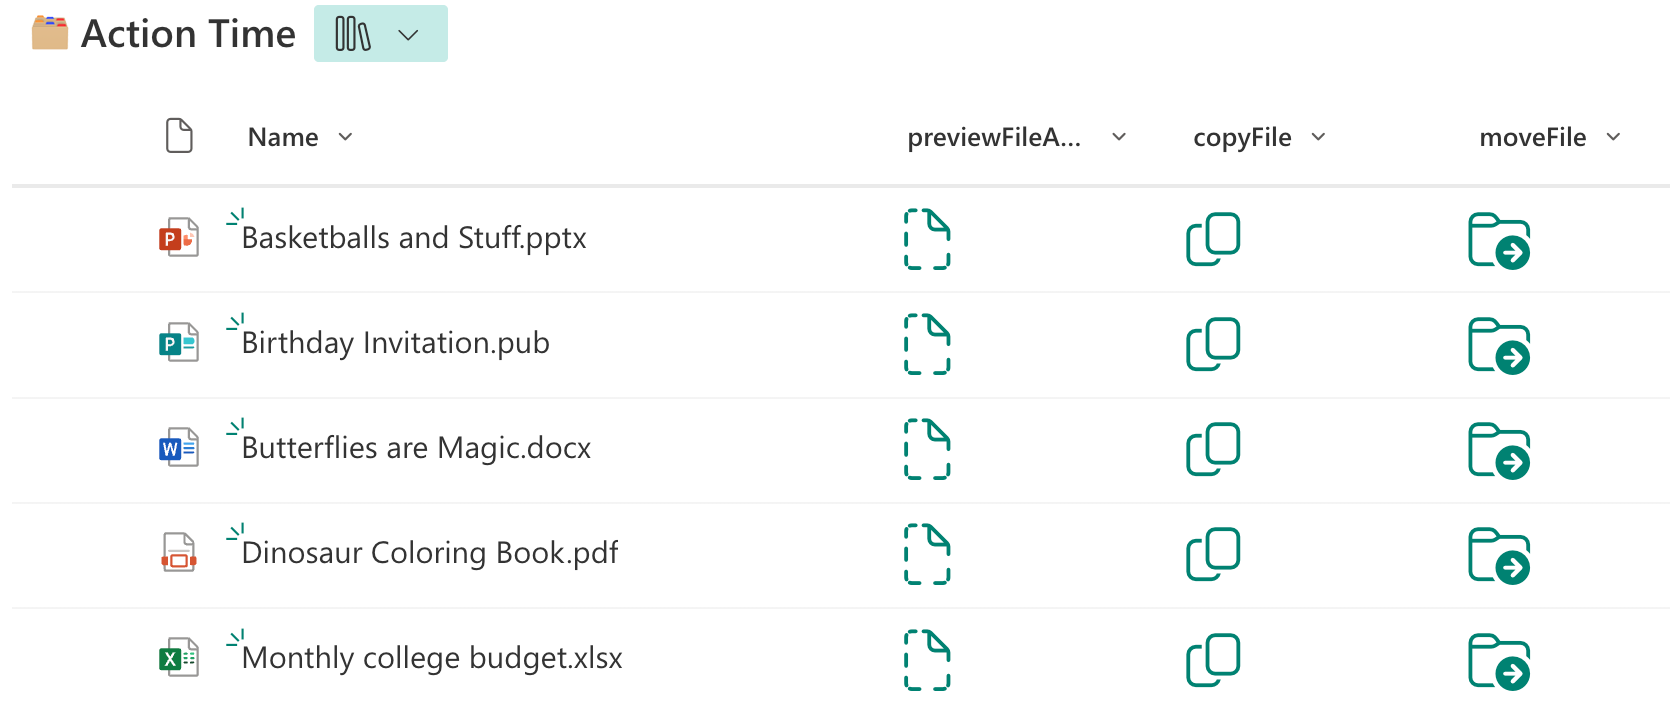 Action Time
Name previewFileA... copyFile moveFile
P Basketballs and Stuff.pptx
P Birthday Invitation.pub
W Butterflies are Magic.docx
Dinosaur Coloring Book.pdf
X Monthly college budget.xlsx